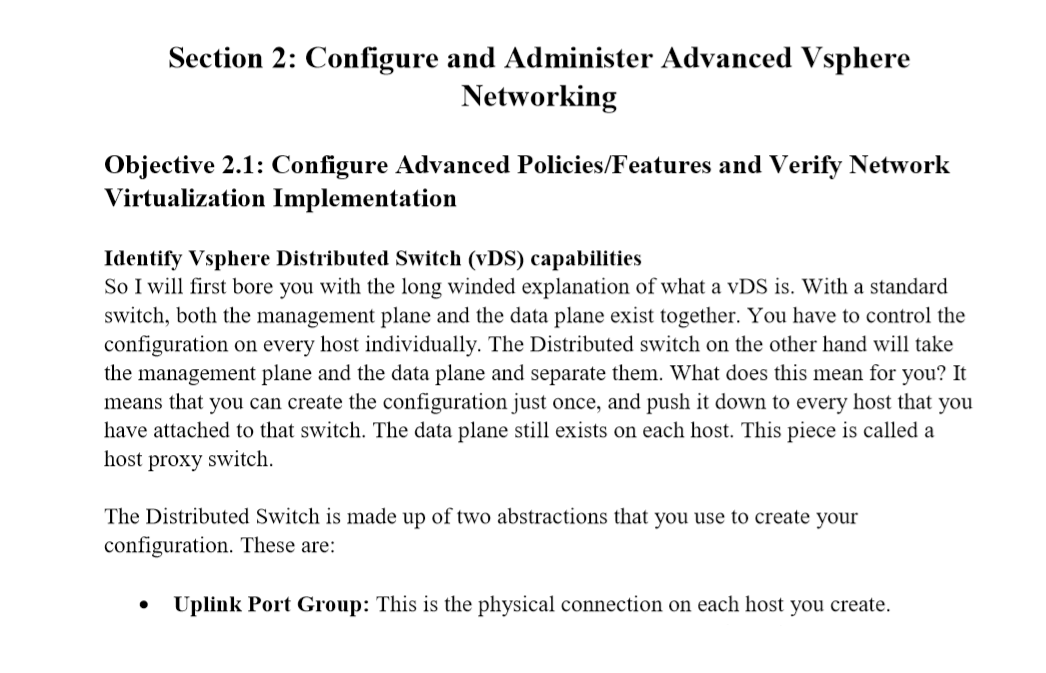 Section 2: Configure and Administer Advanced Vsphere
Networking
Objective 2.1: Configure Advanced Policies/Features and Verify Network
Virtualization Implementation
Identify Vsphere Distributed Switch (vDS) capabilities
So I will first bore you with the long winded explanation of what a vDS is. With a standard
switch, both the management plane and the data plane exist together. You have to control the
configuration on every host individually. The Distributed switch on the other hand will take
the management plane and the data plane and separate them. What does this mean for you? It
means that you can create the configuration just once, and push it down to every host that you
have attached to that switch. The data plane still exists on each host. This piece is called a
host proxy switch.
The Distributed Switch is made up of two abstractions that you use to create your
configuration. These are:
• Uplink Port Group: This is the physical connection on each host you create.